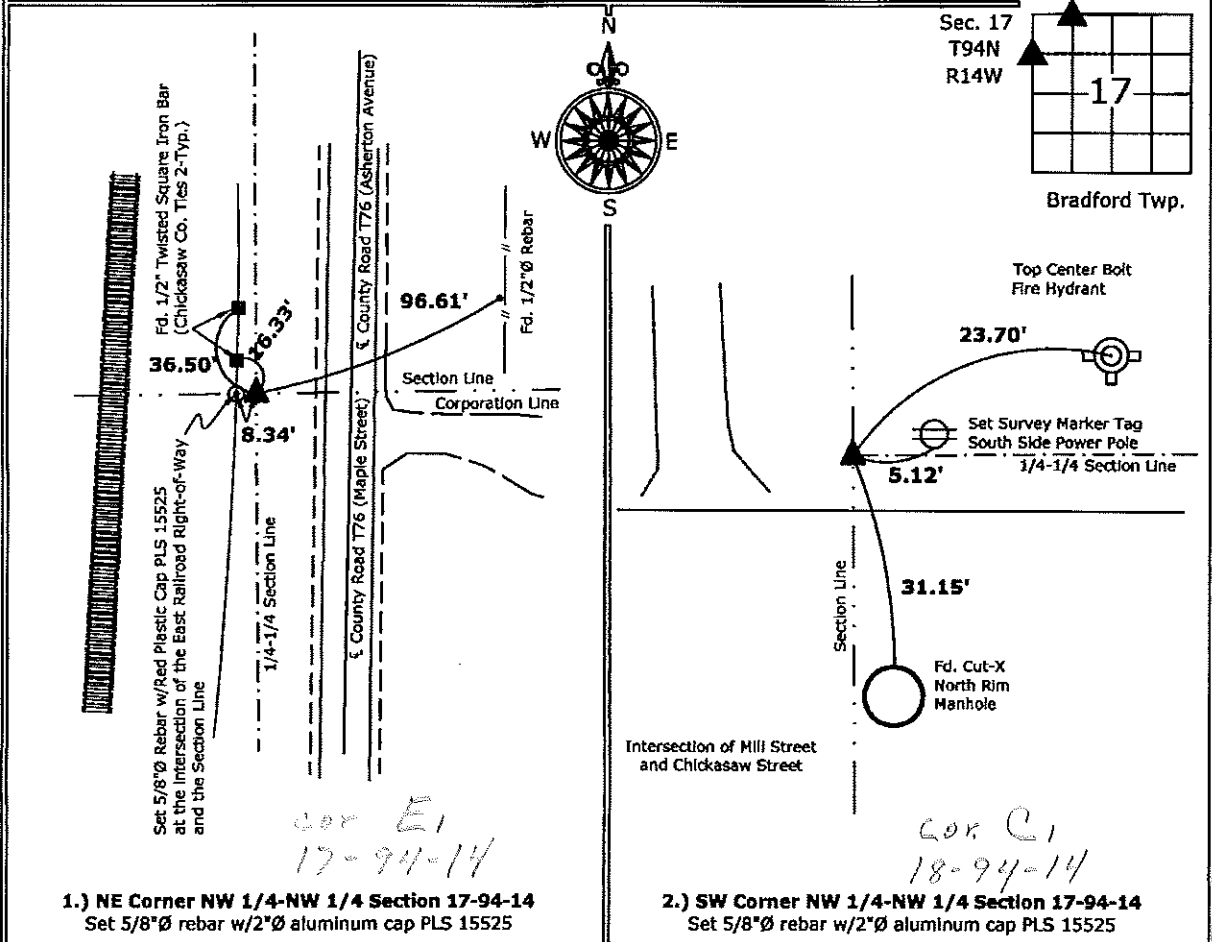 Sec. 17
T94N
R14W
17
Bradford Twp.
N
W
E
S
Fd. 1/2" Twisted Square Iron Bar
(Chickasaw Co. Ties 2-Typ.)
℄ County Road T76 (Asherton Avenue)
Fd. 1/2"Ø Rebar
96.61'
26.33'
36.50'
8.34'
Section Line
Corporation Line
℄ County Road T76 (Maple Street)
1/4-1/4 Section Line
Set 5/8"Ø Rebar w/Red Plastic Cap PLS 15525
at the Intersection of the East Railroad Right-of-Way
and the Section Line
cor E1
17-94-14
1.) NE Corner NW 1/4-NW 1/4 Section 17-94-14
Set 5/8"Ø rebar w/2"Ø aluminum cap PLS 15525
Top Center Bolt
Fire Hydrant
23.70'
Set Survey Marker Tag
South Side Power Pole
1/4-1/4 Section Line
5.12'
Section Line
31.15'
Fd. Cut-X
North Rim
Manhole
Intersection of Mill Street
and Chickasaw Street
Cor. C1
18-94-14
2.) SW Corner NW 1/4-NW 1/4 Section 17-94-14
Set 5/8"Ø rebar w/2"Ø aluminum cap PLS 15525